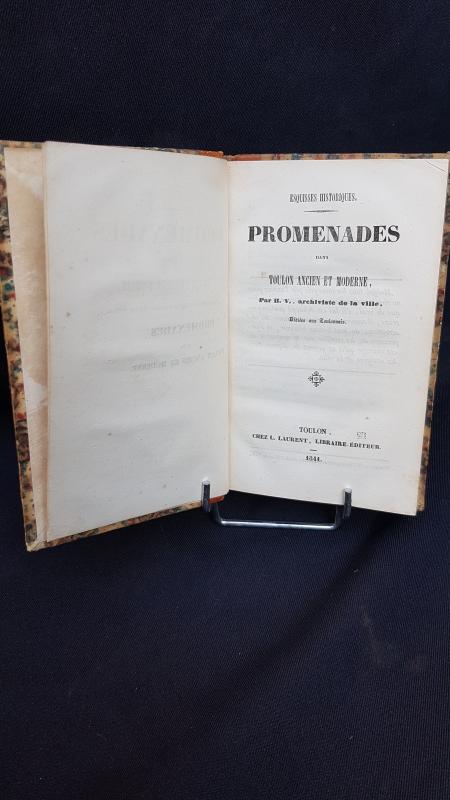 ESQUISSES HISTORIQUES.
PROMENADES
DANS
TOULON ANCIEN ET MODERNE,
Par H. V., archiviste de la ville,
Dédiées aux Toulonnais.
TOULON,
CHEZ L. LAURENT, LIBRAIRE-ÉDITEUR.
1841.